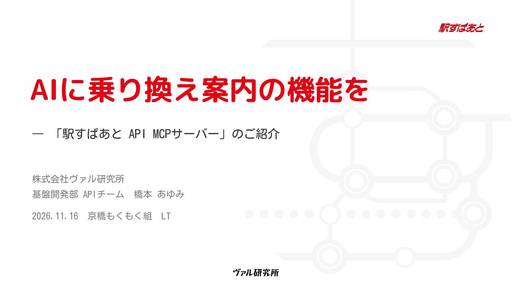 駅すぱあと
AIに乗り換え案内の機能を
― 「駅すぱあと API MCPサーバー」のご紹介
株式会社ヴァル研究所
基盤開発部 APIチーム　橋本 あゆみ
2026.11.16　京橋もくもく組　LT
ヴァル研究所